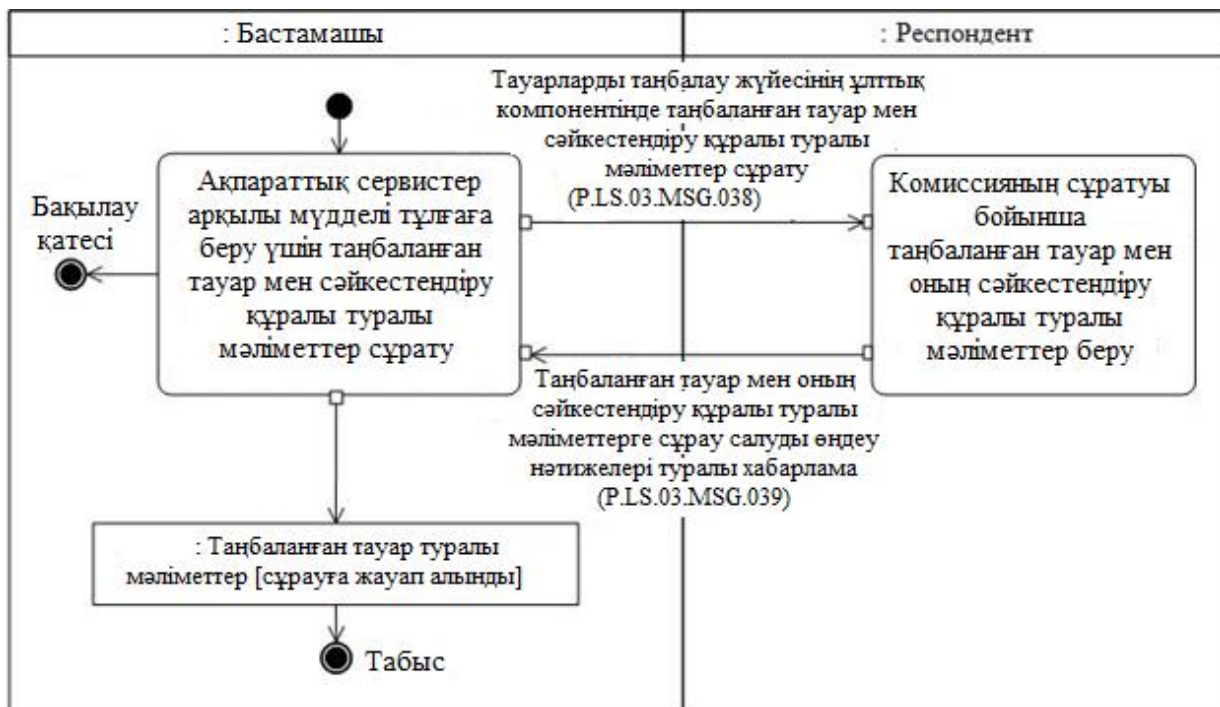 : Бастамашы
: Респондент
Тауарларды таңбалау жүйесінің ұлттық
компонентінде таңбаланған тауар мен
сәйкестендіру құралы туралы
мәліметтер сұрату
(P.LS.03.MSG.038)
Ақпараттық сервистер
арқылы мүдделі тұлғаға
беру үшін таңбаланған
тауар мен сәйкестендіру
құралы туралы
мәліметтер сұрату
Бақылау
қатесі
Комиссияның сұратуы
бойынша
таңбаланған тауар мен
оның сәйкестендіру
құралы туралы
мәліметтер беру
Таңбаланған тауар мен оның
сәйкестендіру құралы туралы
мәліметтерге сұрау салуды өңдеу
нәтижелері туралы хабарлама
(P.LS.03.MSG.039)
: Таңбаланған тауар туралы
мәліметтер [сұрауға жауап алынды]
Табыс